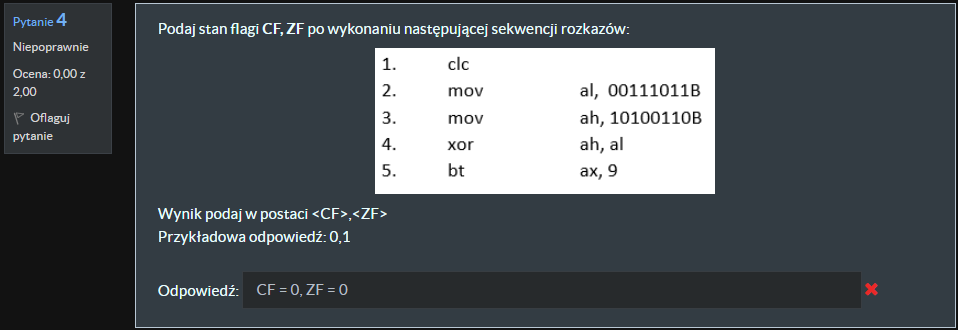 Pytanie 4
Niepoprawnie
Ocena: 0,00 z
2,00
Oflaguj
pytanie
Podaj stan flagi CF, ZF po wykonaniu następującej sekwencji rozkazów:
1. clc
2. mov al, 00111011B
3. mov ah, 10100110B
4. xor ah, al
5. bt ax, 9
Wynik podaj w postaci <CF>,<ZF>
Przykładowa odpowiedź: 0,1
Odpowiedź: CF = 0, ZF = 0